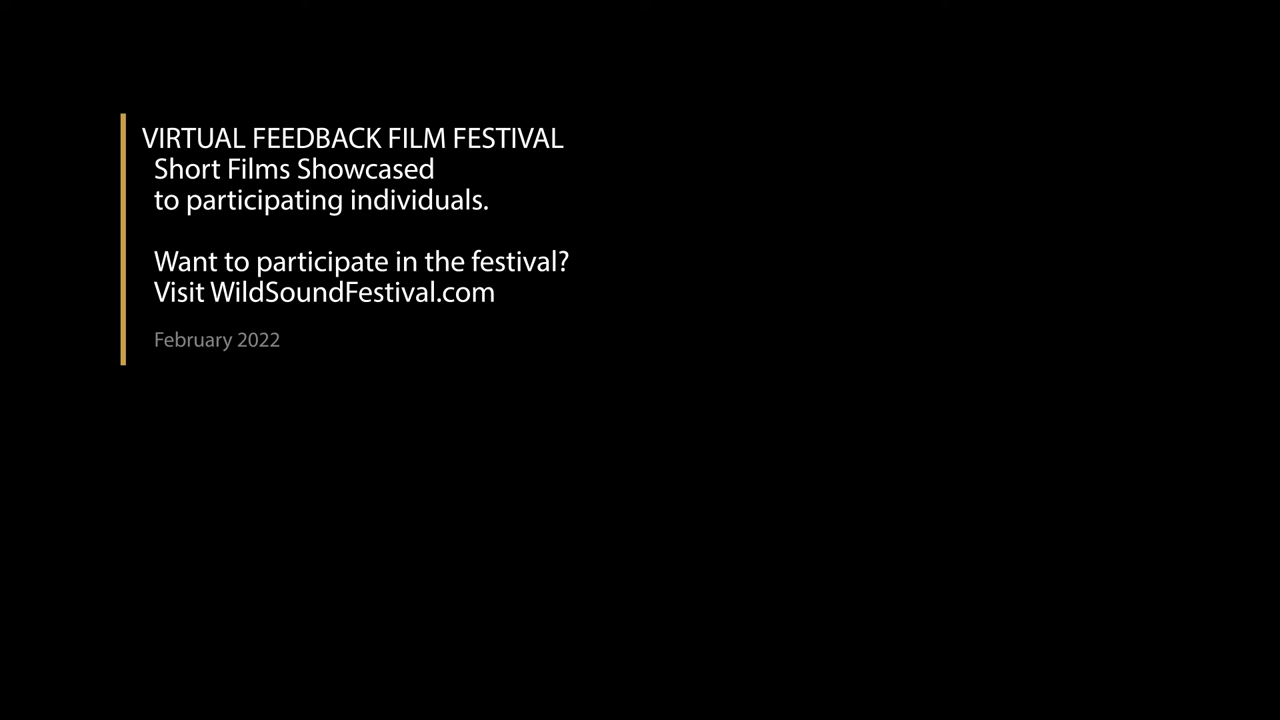 VIRTUAL FEEDBACK FILM FESTIVAL
Short Films Showcased
to participating individuals.
Want to participate in the festival?
Visit WildSoundFestival.com
February 2022